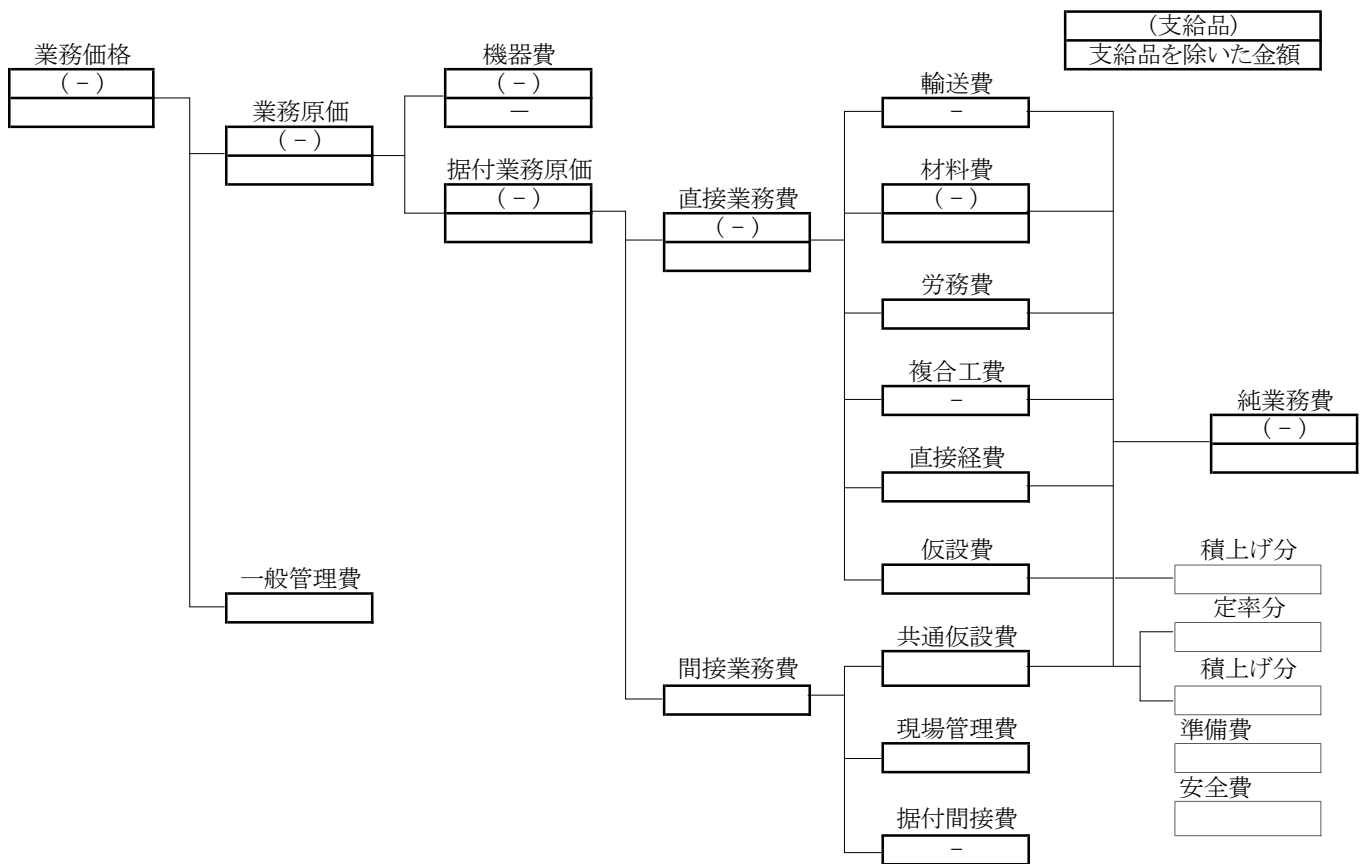 (支給品)
支給品を除いた金額
業務価格
(－)
業務原価
(－)
機器費
(－)
－
据付業務原価
(－)
一般管理費
直接業務費
(－)
間接業務費
輸送費
－
材料費
(－)
労務費
複合工費
－
直接経費
仮設費
共通仮設費
現場管理費
据付間接費
－
純業務費
(－)
積上げ分
定率分
積上げ分
準備費
安全費